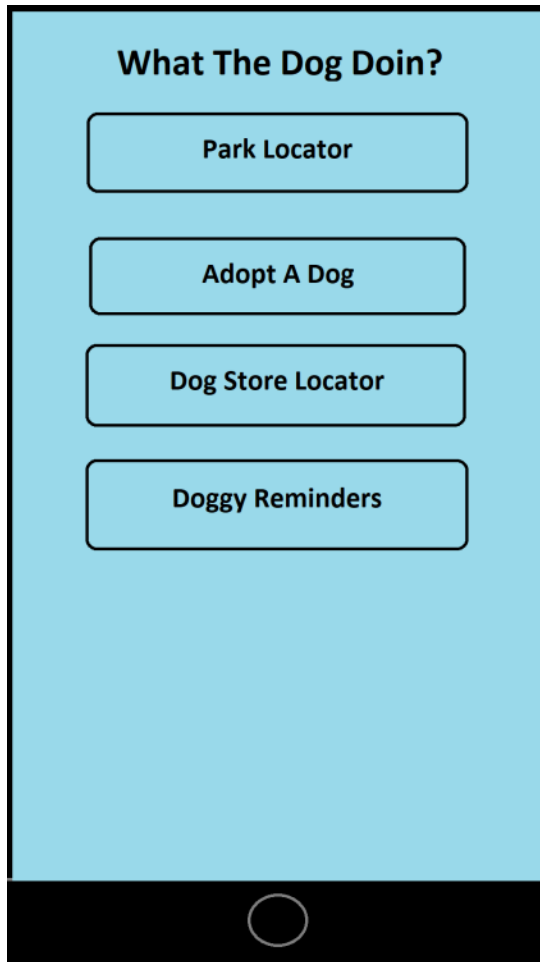 What The Dog Doin?
Park Locator
Adopt A Dog
Dog Store Locator
Doggy Reminders